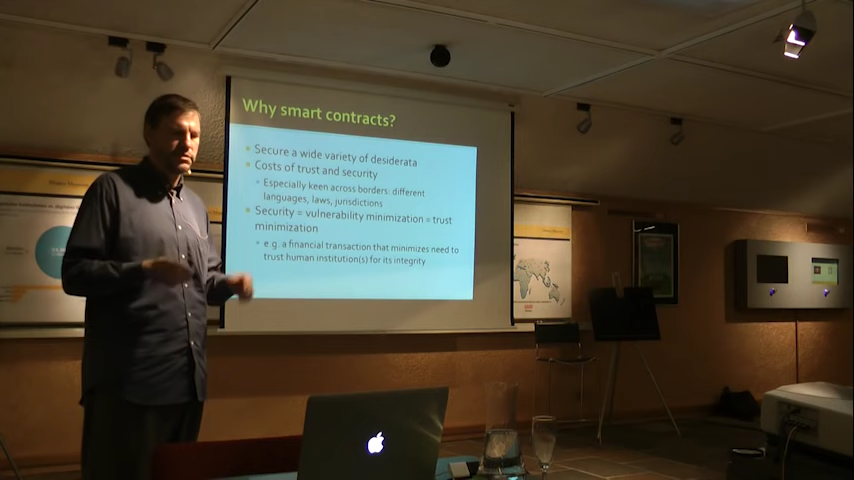 Why smart contracts?
Secure a wide variety of desiderata
Costs of trust and security
Especially keen across borders: different
languages, laws, jurisdictions
Security = vulnerability minimization = trust
minimization
e.g. a financial transaction that minimizes need to
trust human institution(s) for its integrity